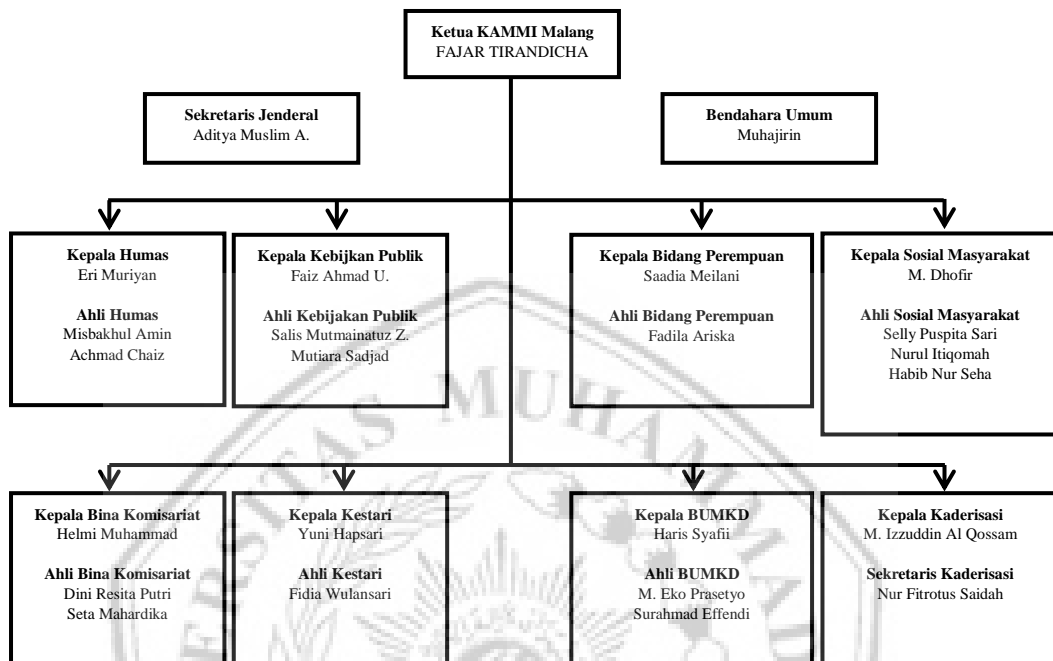 Ketua KAMMI Malang
FAJAR TIRANDICHA
Sekretaris Jenderal
Aditya Muslim A.
Bendahara Umum
Muhajirin
Kepala Humas
Eri Muriyan
Ahli Humas
Misbakhul Amin
Achmad Chaiz
Kepala Kebijkan Publik
Faiz Ahmad U.
Ahli Kebijakan Publik
Salis Mutmainatuz Z.
Mutiara Sadjad
Kepala Bidang Perempuan
Saadia Meilani
Ahli Bidang Perempuan
Fadila Ariska
Kepala Sosial Masyarakat
M. Dhofir
Ahli Sosial Masyarakat
Selly Puspita Sari
Nurul Itiqomah
Habib Nur Seha
Kepala Bina Komisariat
Helmi Muhammad
Ahli Bina Komisariat
Dini Resita Putri
Seta Mahardika
Kepala Kestari
Yuni Hapsari
Ahli Kestari
Fidia Wulansari
Kepala BUMKD
Haris Syafii
Ahli BUMKD
M. Eko Prasetyo
Surahmad Effendi
Kepala Kaderisasi
M. Izzuddin Al Qossam
Sekretaris Kaderisasi
Nur Fitrotus Saidah
SITAS MUHAMMAD